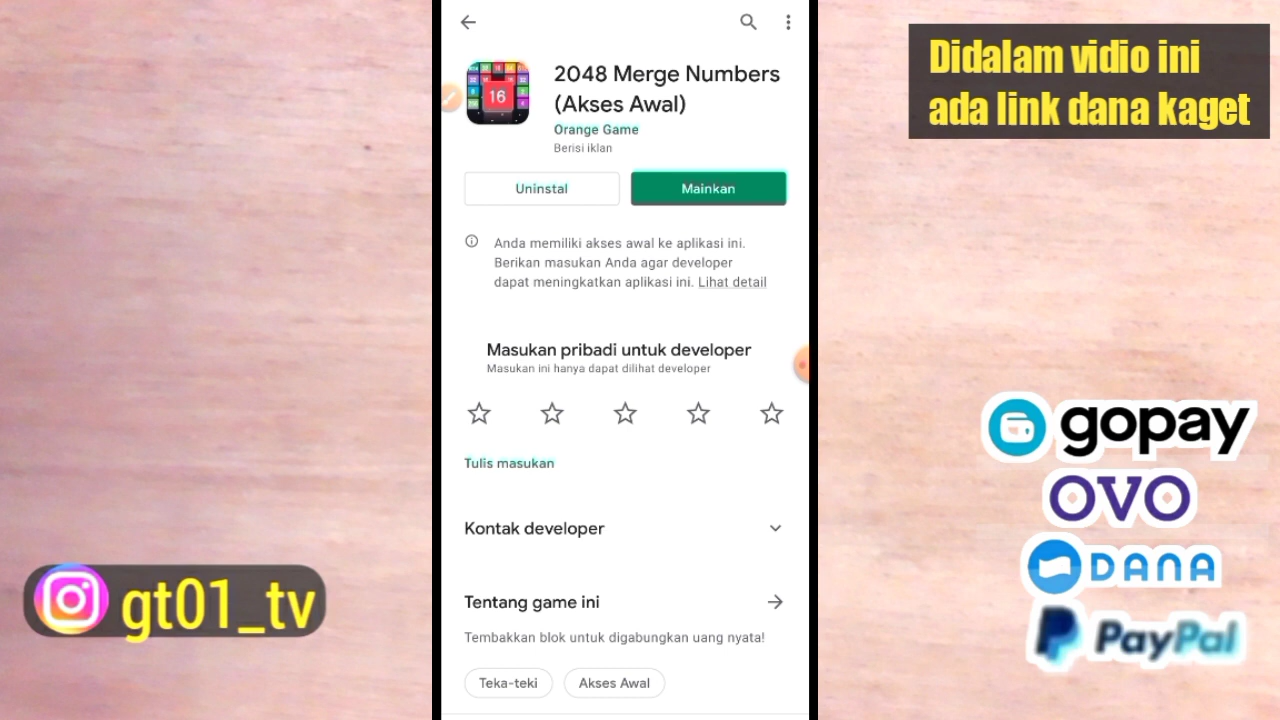 2048 Merge Numbers
(Akses Awal)
Orange Game
Berisi iklan
16
Uninstal
Mainkan
Anda memiliki akses awal ke aplikasi ini.
Berikan masukan Anda agar developer
dapat meningkatkan aplikasi ini. Lihat detail
Masukan pribadi untuk developer
Masukan ini hanya dapat dilihat developer
Tulis masukan
Kontak developer
Tentang game ini
Tembakkan blok untuk digabungkan uang nyata!
Teka-teki
Akses Awal
Didalam vidio ini
ada link dana kaget
gopay
OVO
DANA
PayPal
gt01_tv